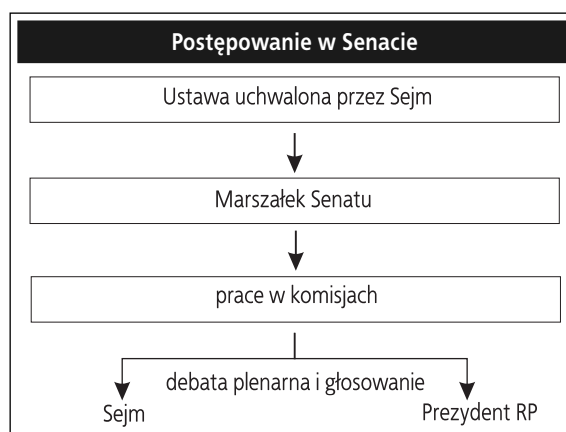 Postępowanie w Senacie
Ustawa uchwalona przez Sejm
Marszałek Senatu
prace w komisjach
debata plenarna i głosowanie
Sejm
Prezydent RP